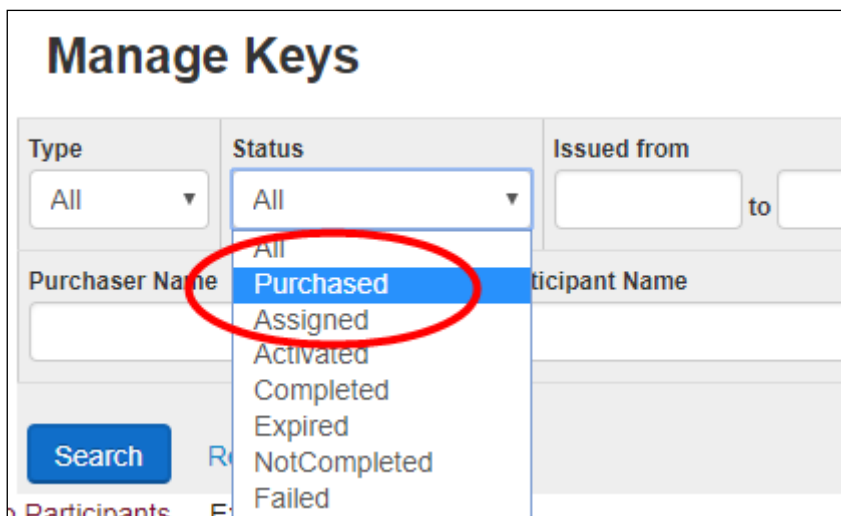 Manage Keys
Type Status Issued from
All All to
All
Purchaser Name Purchased ticipant Name
Assigned
Activated
Completed
Expired
Search NotCompleted
Participants Failed